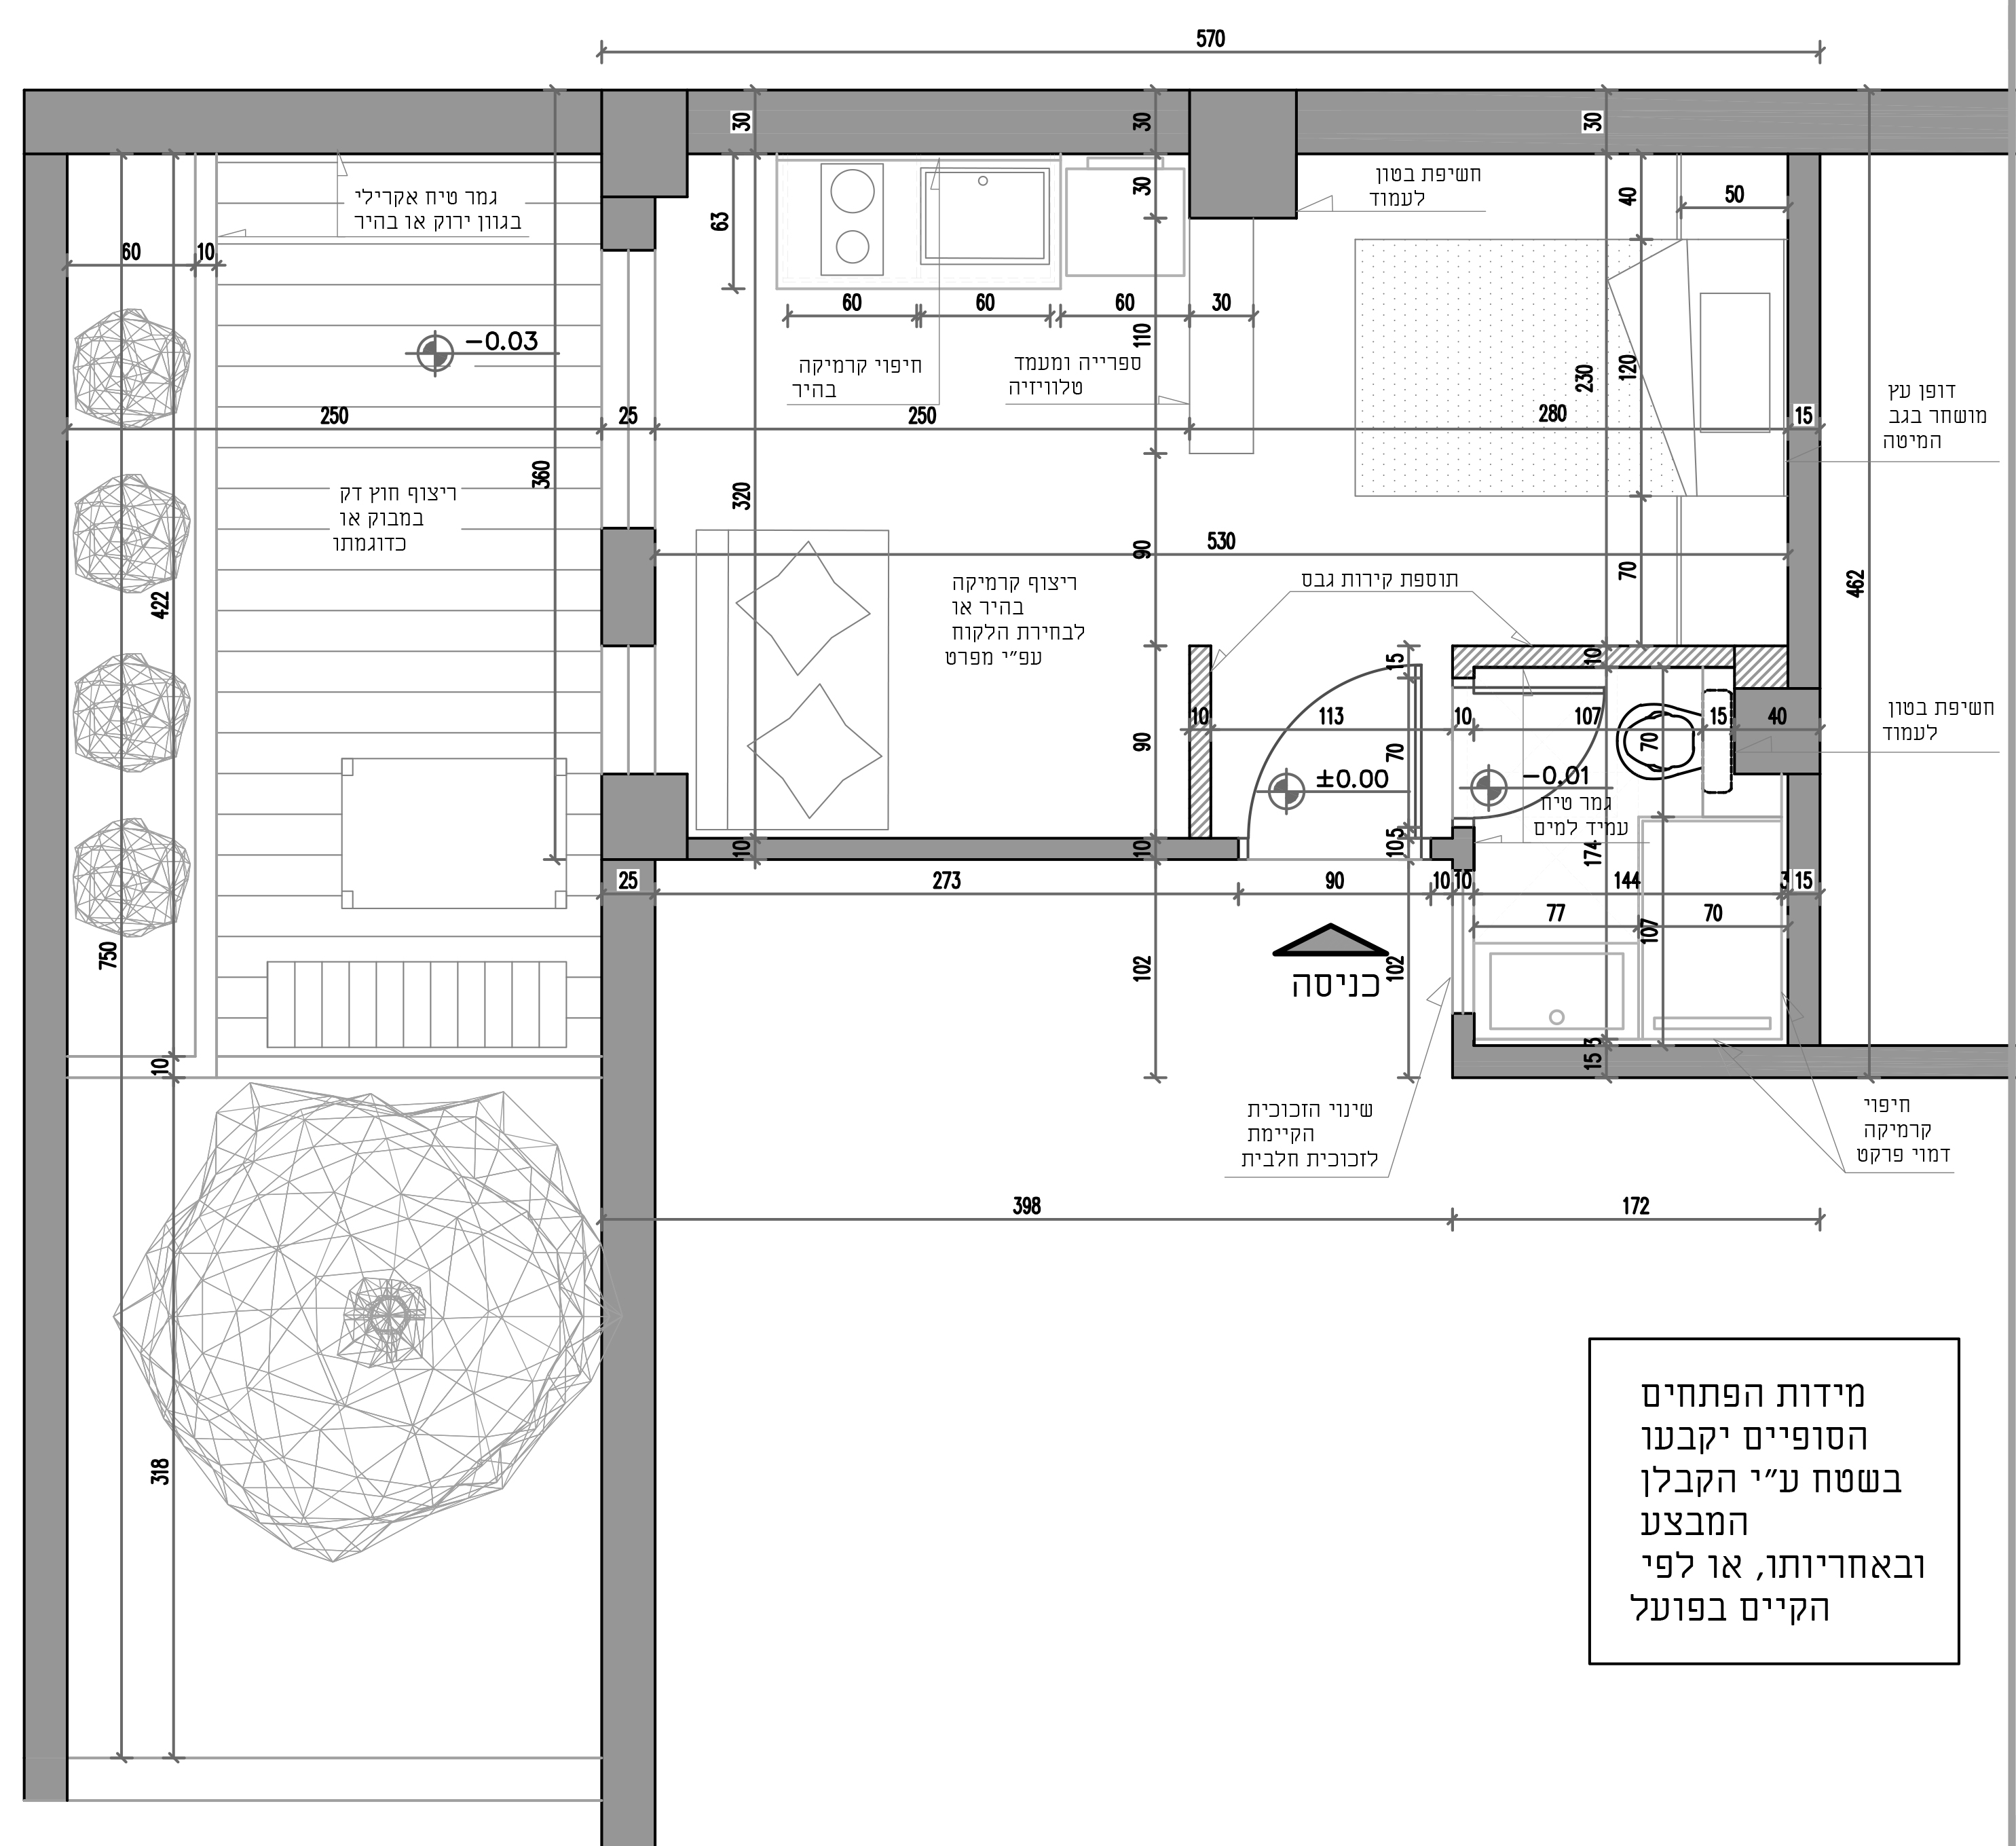 570
30
30
30
גמר טיח אקרילי
בגוון ירוק או בהיר
חשיפת בטון
לעמוד
30
40
50
63
60
10
60
60
60
30
-0.03
110
חיפוי קרמיקה
בהיר
ספרייה ומעמד
טלוויזיה
230
120
דופן עץ
מושחר בגב
המיטה
250
25
250
280
15
360
320
ריצוף חוץ דק
במבוק או
כדוגמתו
530
90
70
462
422
ריצוף קרמיקה
בהיר או
לבחירת הלקוח
עפ״י מפרט
תוספת קירות גבס
15
10
10
113
10
107
15
40
חשיפת בטון
לעמוד
90
70
70
±0.00
-0.01
גמר טיח
עמיד למים
10
10
10
5
174
25
273
90
10
10
144
3
15
77
70
107
750
102
102
כניסה
10
15
3
שינוי הזכוכית
הקיימת
לזכוכית חלבית
חיפוי
קרמיקה
דמוי פרקט
398
172
318
מידות הפתחים
הסופיים יקבעו
בשטח ע״י הקבלן
המבצע
ובאחריותו, או לפי
הקיים בפועל